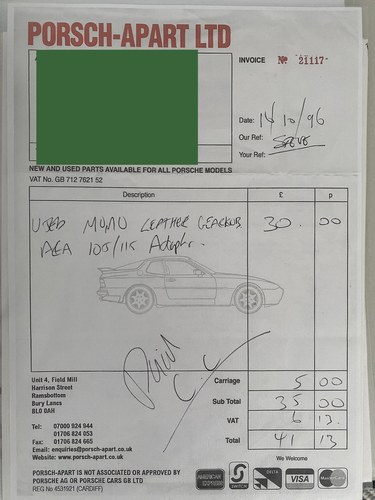 PORSCH-APART LTD
INVOICE № 21117
Date: 14/10/96
Our Ref: STEVE
Your Ref:
NEW AND USED PARTS AVAILABLE FOR ALL PORSCHE MODELS
VAT No. GB 712 7821 52
Description £ p
USED MOMO LEATHER GEARKNOB 30. 00
AEA 105/115 Adaptor.
Paid C.C
Unit 4, Field Mill
Harrison Street
Ramsbottom
Bury Lancs
BL0 0AH
Carriage 5 00
Sub Total 35 00
VAT 6 13.
Total 41 13
Tel: 07000 924 944
01706 824 053
Fax: 01706 824 665
Email: enquiries@porsch-apart.co.uk
Website: www.porsch-apart.co.uk
We Welcome
PORSCH-APART IS NOT ASSOCIATED OR APPROVED BY
PORSCHE AG OR PORSCHE CARS GB LTD
REG No 4531921 (CARDIFF)
SWITCH
DELTA
VISA
MasterCard